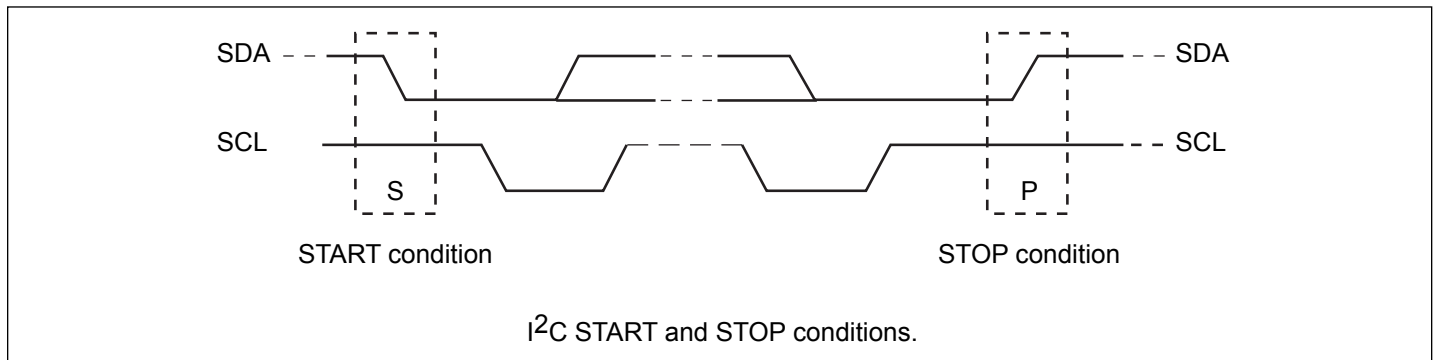 SDA SDA
SCL SCL
S P
START condition STOP condition
I²C START and STOP conditions.